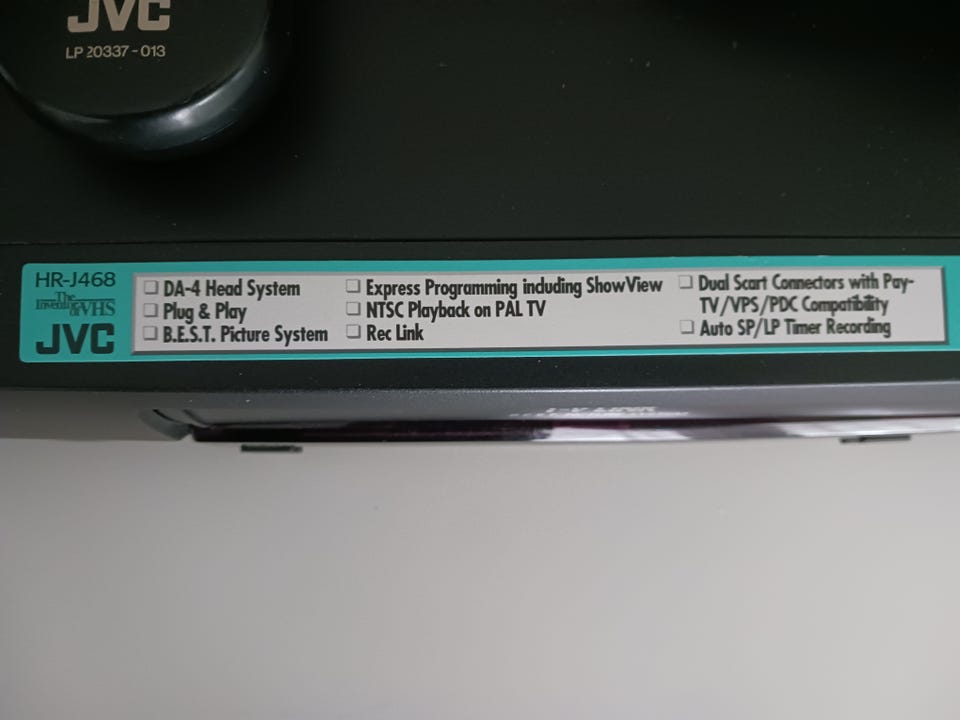 JVC
LP 20337-013
HR-J468
The
Inventor
of VHS
JVC
DA-4 Head System
Plug & Play
B.E.S.T. Picture System
Express Programming including ShowView
NTSC Playback on PAL TV
Rec Link
Dual Scart Connectors with Pay-
TV/VPS/PDC Compatibility
Auto SP/LP Timer Recording
LINK